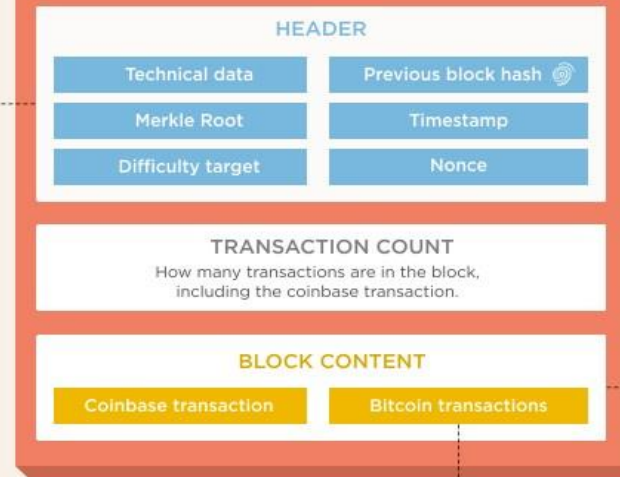 HEADER
Technical data
Previous block hash
Merkle Root
Timestamp
Difficulty target
Nonce
TRANSACTION COUNT
How many transactions are in the block,
including the coinbase transaction.
BLOCK CONTENT
Coinbase transaction
Bitcoin transactions